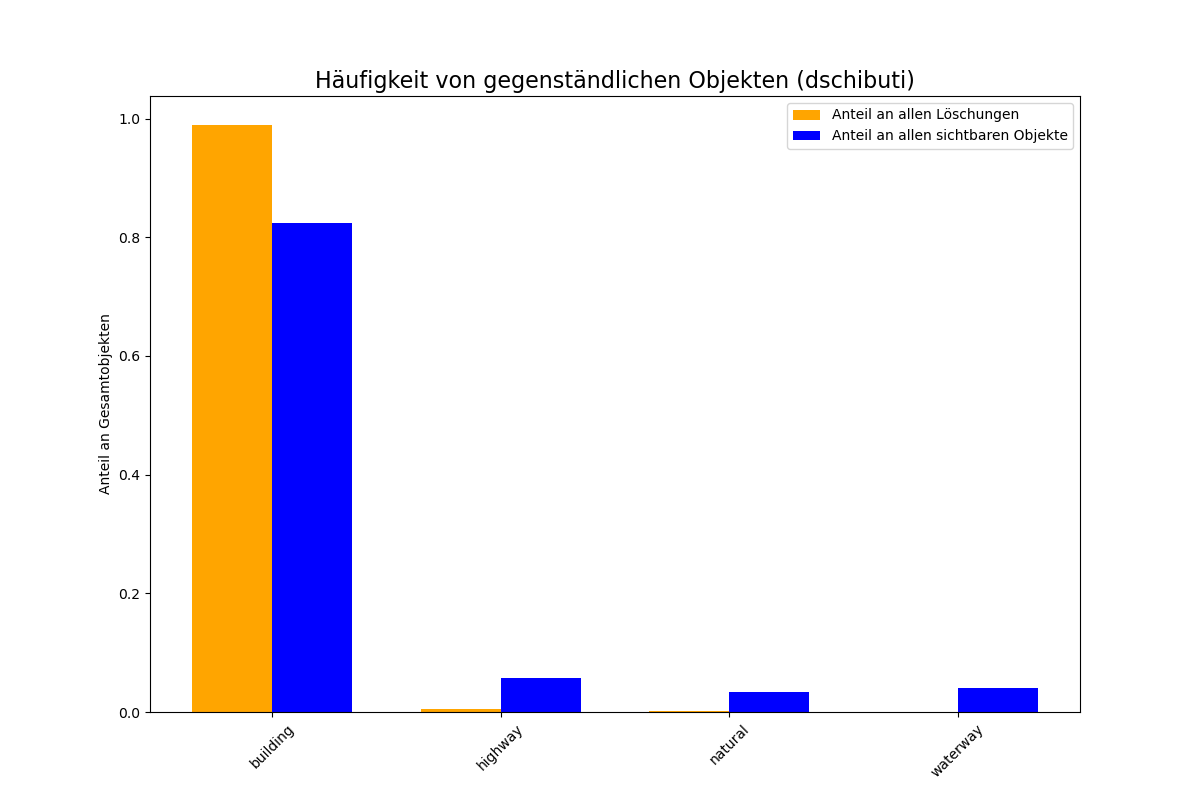 Häufigkeit von gegenständlichen Objekten (dschibuti)
Anteil an allen Löschungen
Anteil an allen sichtbaren Objekte
Anteil an Gesamtobjekten
1.0
0.8
0.6
0.4
0.2
0.0
building
highway
natural
waterway